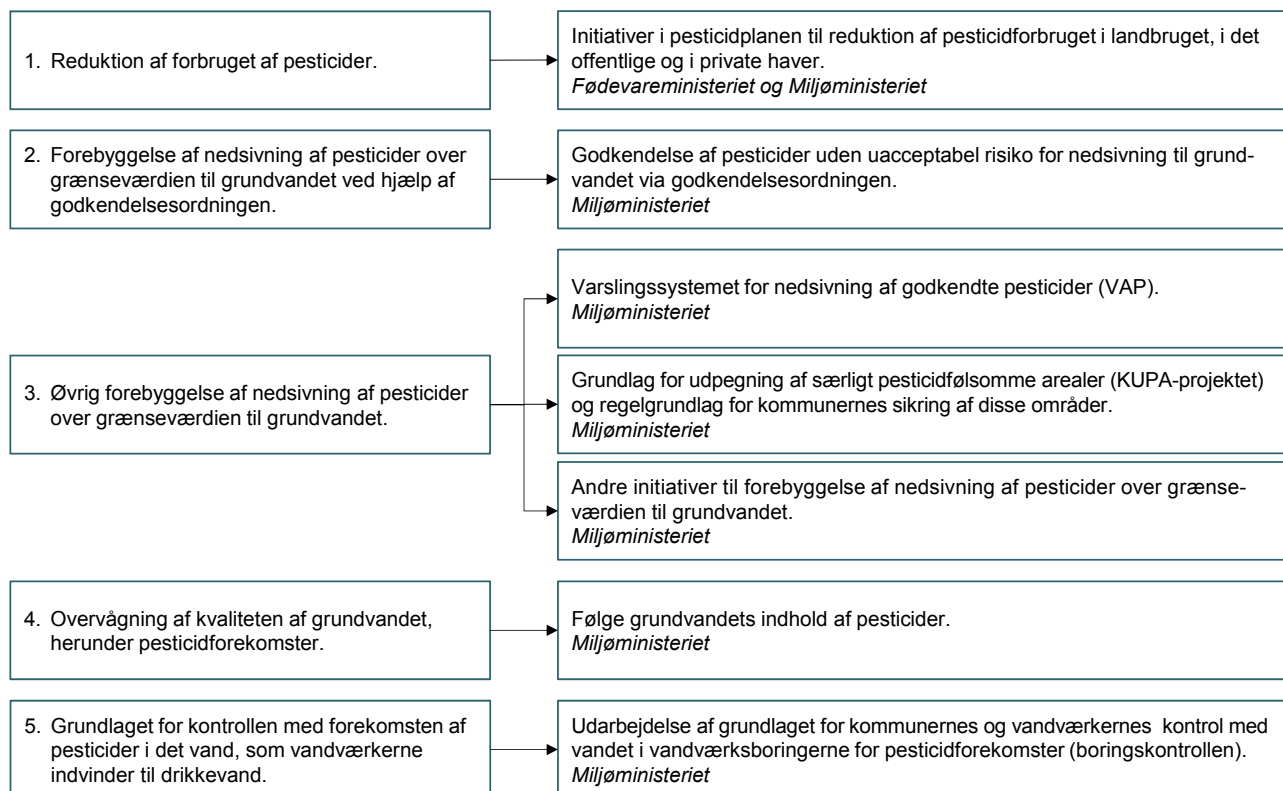 1. Reduktion af forbruget af pesticider.
Initiativer i pesticidplanen til reduktion af pesticidforbruget i landbruget, i det
offentlige og i private haver.
Fødevareministeriet og Miljøministeriet
2. Forebyggelse af nedsivning af pesticider over
grænseværdien til grundvandet ved hjælp af
godkendelsesordningen.
Godkendelse af pesticider uden uacceptabel risiko for nedsivning til grund-
vandet via godkendelsesordningen.
Miljøministeriet
3. Øvrig forebyggelse af nedsivning af pesticider
over grænseværdien til grundvandet.
Varslingssystemet for nedsivning af godkendte pesticider (VAP).
Miljøministeriet
Grundlag for udpegning af særligt pesticidfølsomme arealer (KUPA-projektet)
og regelgrundlag for kommunernes sikring af disse områder.
Miljøministeriet
Andre initiativer til forebyggelse af nedsivning af pesticider over grænse-
værdien til grundvandet.
Miljøministeriet
4. Overvågning af kvaliteten af grundvandet,
herunder pesticidforekomster.
Følge grundvandets indhold af pesticider.
Miljøministeriet
5. Grundlaget for kontrollen med forekomsten af
pesticider i det vand, som vandværkerne
indvinder til drikkevand.
Udarbejdelse af grundlaget for kommunernes og vandværkernes kontrol med
vandet i vandværksboringerne for pesticidforekomster (boringskontrollen).
Miljøministeriet